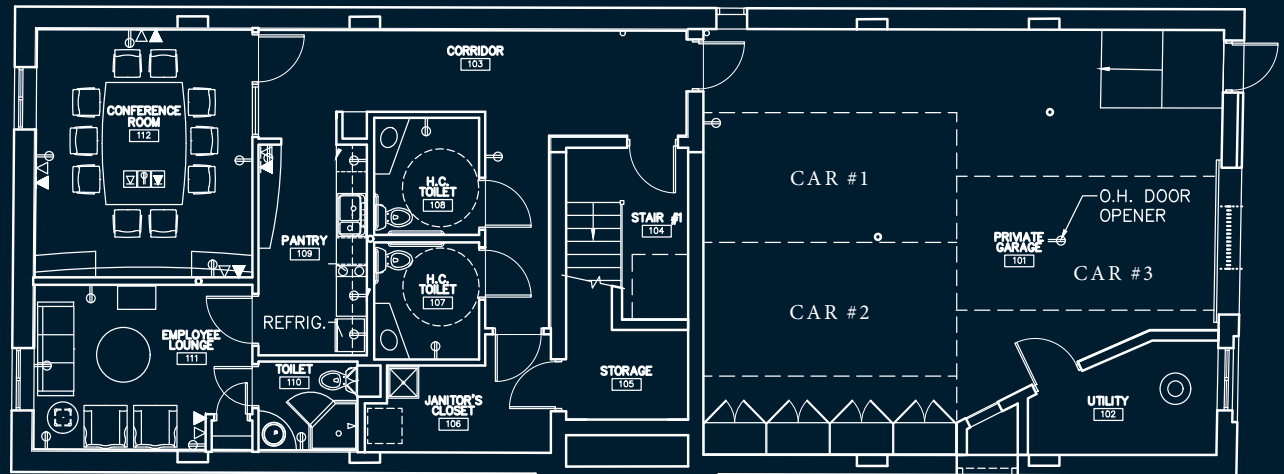 CORRIDOR
103
CONFERENCE
ROOM
112
H.C.
TOILET
108
STAIR #1
104
CAR #1
O.H. DOOR
OPENER
PRIVATE
GARAGE
101
CAR #3
PANTRY
109
H.C.
TOILET
107
CAR #2
REFRIG.
EMPLOYEE
LOUNGE
111
TOILET
110
STORAGE
105
JANITOR'S
CLOSET
106
UTILITY
102